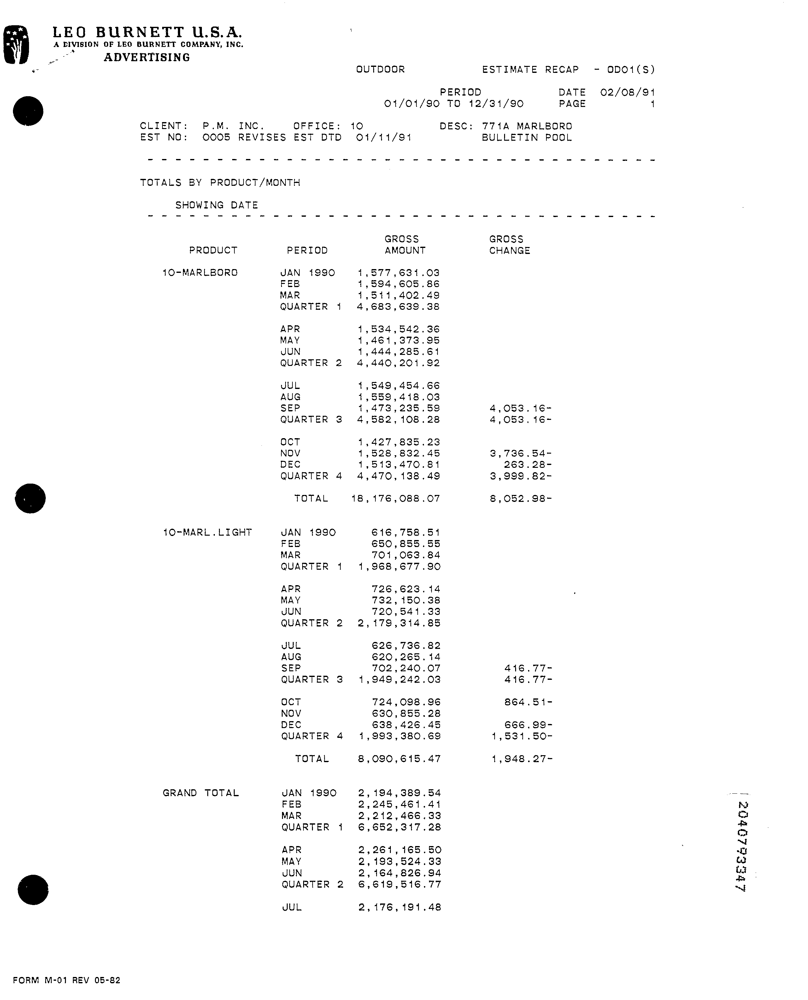 LEO BURNETT U.S.A.
A DIVISION OF LEO BURNETT COMPANY, INC.
ADVERTISING
OUTDOOR ESTIMATE RECAP - OD01(S)
PERIOD DATE 02/08/91
01/01/90 TO 12/31/90 PAGE 1
CLIENT: P.M. INC. OFFICE: 10 DESC: 771A MARLBORO
EST NO: 0005 REVISES EST DTD 01/11/91 BULLETIN POOL
TOTALS BY PRODUCT/MONTH
SHOWING DATE
GROSS GROSS
PRODUCT PERIOD AMOUNT CHANGE
10-MARLBORO JAN 1990 1,577,631.03
FEB 1,594,605.86
MAR 1,511,402.49
QUARTER 1 4,683,639.38
APR 1,534,542.36
MAY 1,461,373.95
JUN 1,444,285.61
QUARTER 2 4,440,201.92
JUL 1,549,454.66
AUG 1,559,418.03
SEP 1,473,235.59 4,053.16-
QUARTER 3 4,582,108.28 4,053.16-
OCT 1,427,835.23
NOV 1,528,832.45 3,736.54-
DEC 1,513,470.81 263.28-
QUARTER 4 4,470,138.49 3,999.82-
TOTAL 18,176,088.07 8,052.98-
10-MARL.LIGHT JAN 1990 616,758.51
FEB 650,855.55
MAR 701,063.84
QUARTER 1 1,968,677.90
APR 726,623.14
MAY 732,150.38
JUN 720,541.33
QUARTER 2 2,179,314.85
JUL 626,736.82
AUG 620,265.14
SEP 702,240.07 416.77-
QUARTER 3 1,949,242.03 416.77-
OCT 724,098.96 864.51-
NOV 630,855.28
DEC 638,426.45 666.99-
QUARTER 4 1,993,380.69 1,531.50-
TOTAL 8,090,615.47 1,948.27-
GRAND TOTAL JAN 1990 2,194,389.54
FEB 2,245,461.41
MAR 2,212,466.33
QUARTER 1 6,652,317.28
APR 2,261,165.50
MAY 2,193,524.33
JUN 2,164,826.94
QUARTER 2 6,619,516.77
JUL 2,176,191.48
2040793347
FORM M-01 REV 05-82